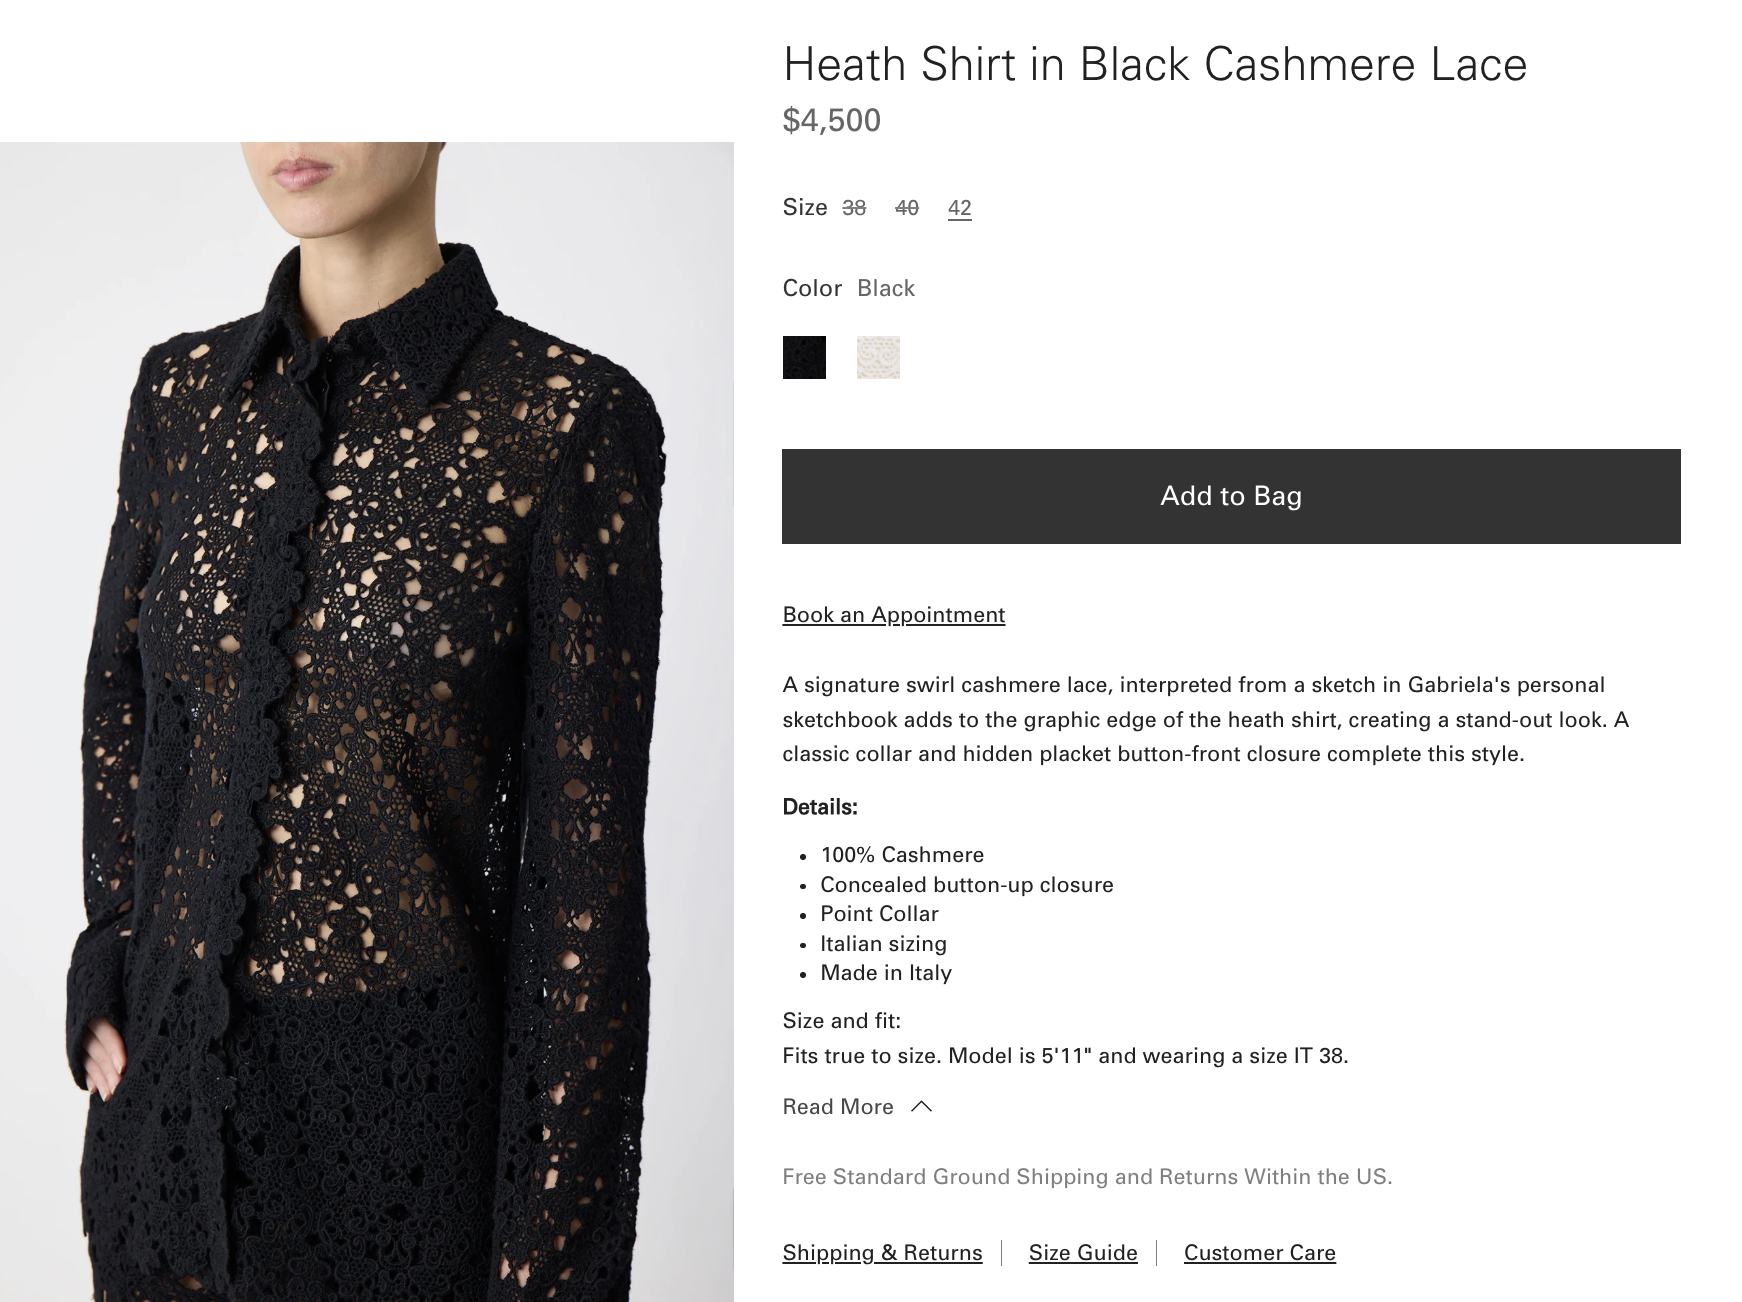 Heath Shirt in Black Cashmere Lace
$4,500
Size 38 40 42
Color Black
Add to Bag
Book an Appointment
A signature swirl cashmere lace, interpreted from a sketch in Gabriela's personal
sketchbook adds to the graphic edge of the heath shirt, creating a stand-out look. A
classic collar and hidden placket button-front closure complete this style.
Details:
• 100% Cashmere
• Concealed button-up closure
• Point Collar
• Italian sizing
• Made in Italy
Size and fit:
Fits true to size. Model is 5'11" and wearing a size IT 38.
Read More
Free Standard Ground Shipping and Returns Within the US.
Shipping & Returns | Size Guide | Customer Care